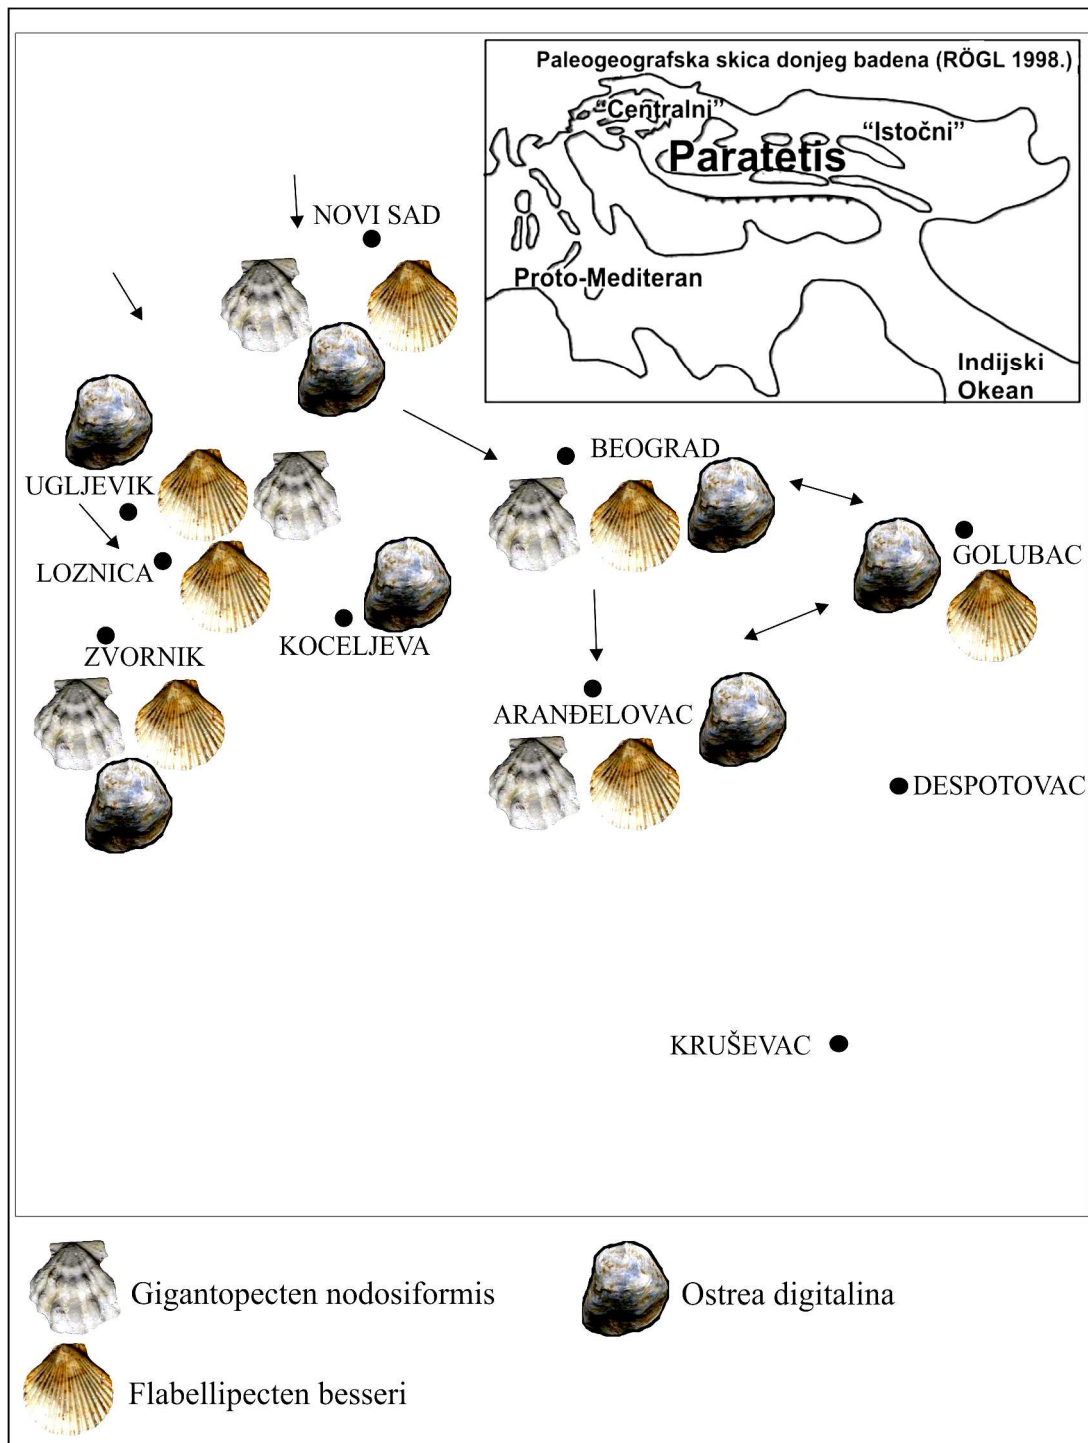 Paleogeografska skica donjeg badena (RÖGL 1998.)
"Centralni"
"Istočni"
Paratetis
Proto-Mediteran
Indijski
Okean
NOVI SAD
BEOGRAD
UGLJEVIK
GOLUBAC
LOZNICA
KOCELJEVA
ZVORNIK
ARANĐELOVAC
DESPOTOVAC
KRUŠEVAC
Gigantopecten nodosiformis
Ostrea digitalina
Flabellipecten besseri